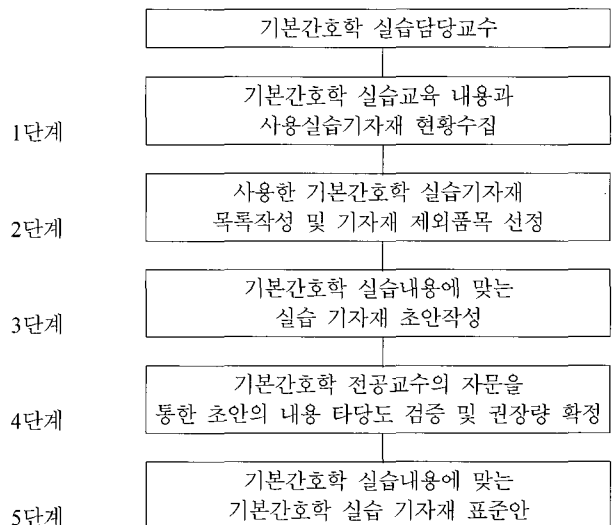 기본간호학 실습담당교수
기본간호학 실습교육 내용과
사용실습기자재 현황수집
1단계
사용한 기본간호학 실습기자재
목록작성 및 기자재 제외품목 선정
2단계
기본간호학 실습내용에 맞는
실습 기자재 초안작성
3단계
기본간호학 전공교수의 자문을
통한 초안의 내용 타당도 검증 및 권장량 확정
4단계
기본간호학 실습내용에 맞는
기본간호학 실습 기자재 표준안
5단계